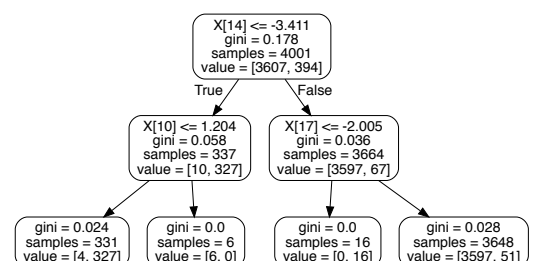 X[14] <= -3.411
gini = 0.178
samples = 4001
value = [3607, 394]
True
False
X[10] <= 1.204
gini = 0.058
samples = 337
value = [10, 327]
X[17] <= -2.005
gini = 0.036
samples = 3664
value = [3597, 67]
gini = 0.024
samples = 331
value = [4, 327]
gini = 0.0
samples = 6
value = [6, 0]
gini = 0.0
samples = 16
value = [0, 16]
gini = 0.028
samples = 3648
value = [3597, 51]